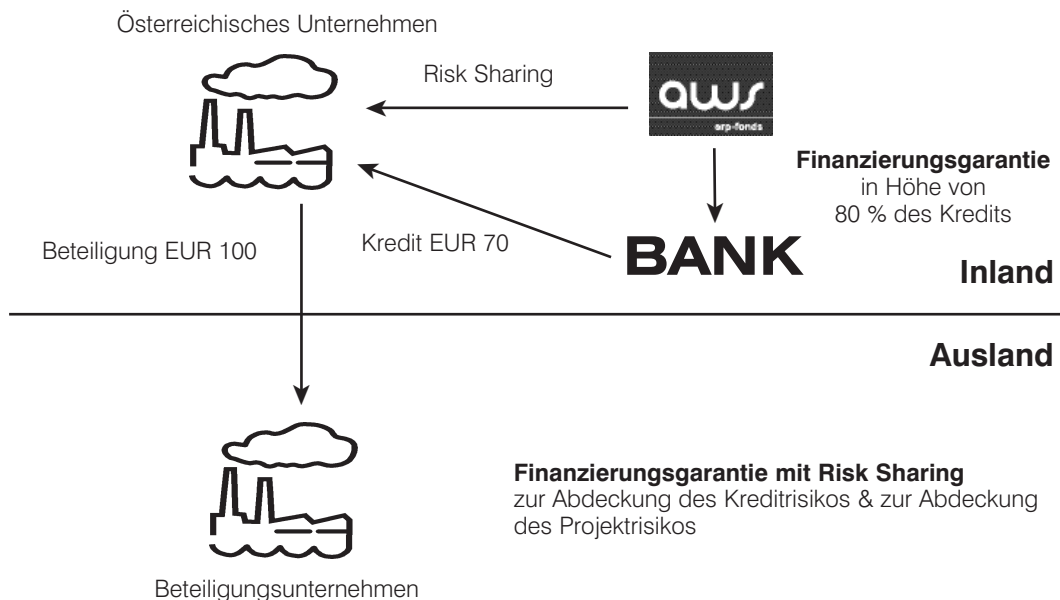 Österreichisches Unternehmen
Risk Sharing
aws
erp-fonds
Finanzierungsgarantie
in Höhe von
80 % des Kredits
Beteiligung EUR 100
Kredit EUR 70
BANK
Inland
Ausland
Finanzierungsgarantie mit Risk Sharing
zur Abdeckung des Kreditrisikos & zur Abdeckung
des Projektrisikos
Beteiligungsunternehmen